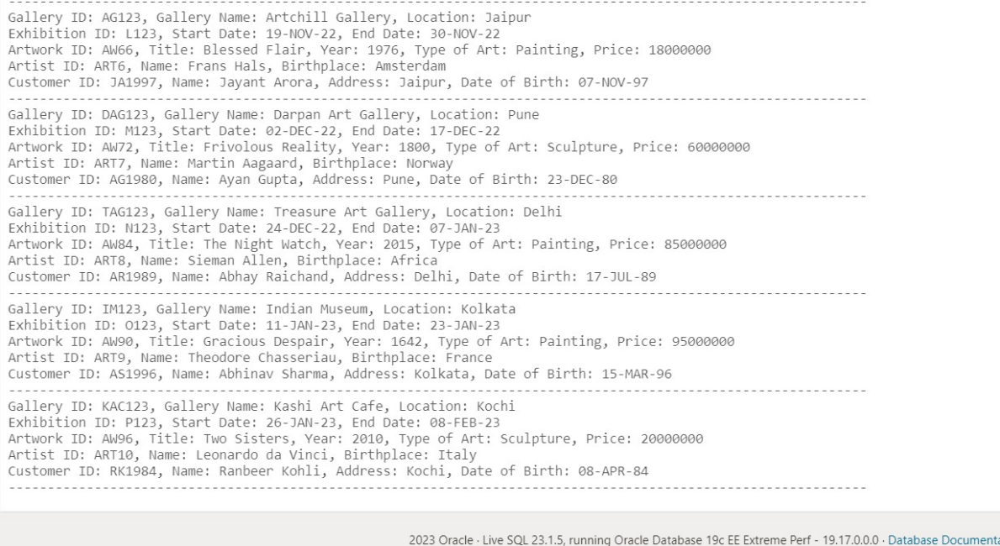 --------------------------------------------------------------------------------------------------------------
Gallery ID: AG123, Gallery Name: Artchill Gallery, Location: Jaipur
Exhibition ID: L123, Start Date: 19-NOV-22, End Date: 30-NOV-22
Artwork ID: AW66, Title: Blessed Flair, Year: 1976, Type of Art: Painting, Price: 18000000
Artist ID: ART6, Name: Frans Hals, Birthplace: Amsterdam
Customer ID: JA1997, Name: Jayant Arora, Address: Jaipur, Date of Birth: 07-NOV-97
--------------------------------------------------------------------------------------------------------------
Gallery ID: DAG123, Gallery Name: Darpan Art Gallery, Location: Pune
Exhibition ID: M123, Start Date: 02-DEC-22, End Date: 17-DEC-22
Artwork ID: AW72, Title: Frivolous Reality, Year: 1800, Type of Art: Sculpture, Price: 60000000
Artist ID: ART7, Name: Martin Aagaard, Birthplace: Norway
Customer ID: AG1980, Name: Ayan Gupta, Address: Pune, Date of Birth: 23-DEC-80
--------------------------------------------------------------------------------------------------------------
Gallery ID: TAG123, Gallery Name: Treasure Art Gallery, Location: Delhi
Exhibition ID: N123, Start Date: 24-DEC-22, End Date: 07-JAN-23
Artwork ID: AW84, Title: The Night Watch, Year: 2015, Type of Art: Painting, Price: 85000000
Artist ID: ART8, Name: Sieman Allen, Birthplace: Africa
Customer ID: AR1989, Name: Abhay Raichand, Address: Delhi, Date of Birth: 17-JUL-89
--------------------------------------------------------------------------------------------------------------
Gallery ID: IM123, Gallery Name: Indian Museum, Location: Kolkata
Exhibition ID: O123, Start Date: 11-JAN-23, End Date: 23-JAN-23
Artwork ID: AW90, Title: Gracious Despair, Year: 1642, Type of Art: Painting, Price: 95000000
Artist ID: ART9, Name: Theodore Chasseriau, Birthplace: France
Customer ID: AS1996, Name: Abhinav Sharma, Address: Kolkata, Date of Birth: 15-MAR-96
--------------------------------------------------------------------------------------------------------------
Gallery ID: KAC123, Gallery Name: Kashi Art Cafe, Location: Kochi
Exhibition ID: P123, Start Date: 26-JAN-23, End Date: 08-FEB-23
Artwork ID: AW96, Title: Two Sisters, Year: 2010, Type of Art: Sculpture, Price: 20000000
Artist ID: ART10, Name: Leonardo da Vinci, Birthplace: Italy
Customer ID: RK1984, Name: Ranbeer Kohli, Address: Kochi, Date of Birth: 08-APR-84
--------------------------------------------------------------------------------------------------------------
2023 Oracle · Live SQL 23.1.5, running Oracle Database 19c EE Extreme Perf - 19.17.0.0.0 · Database Documenta